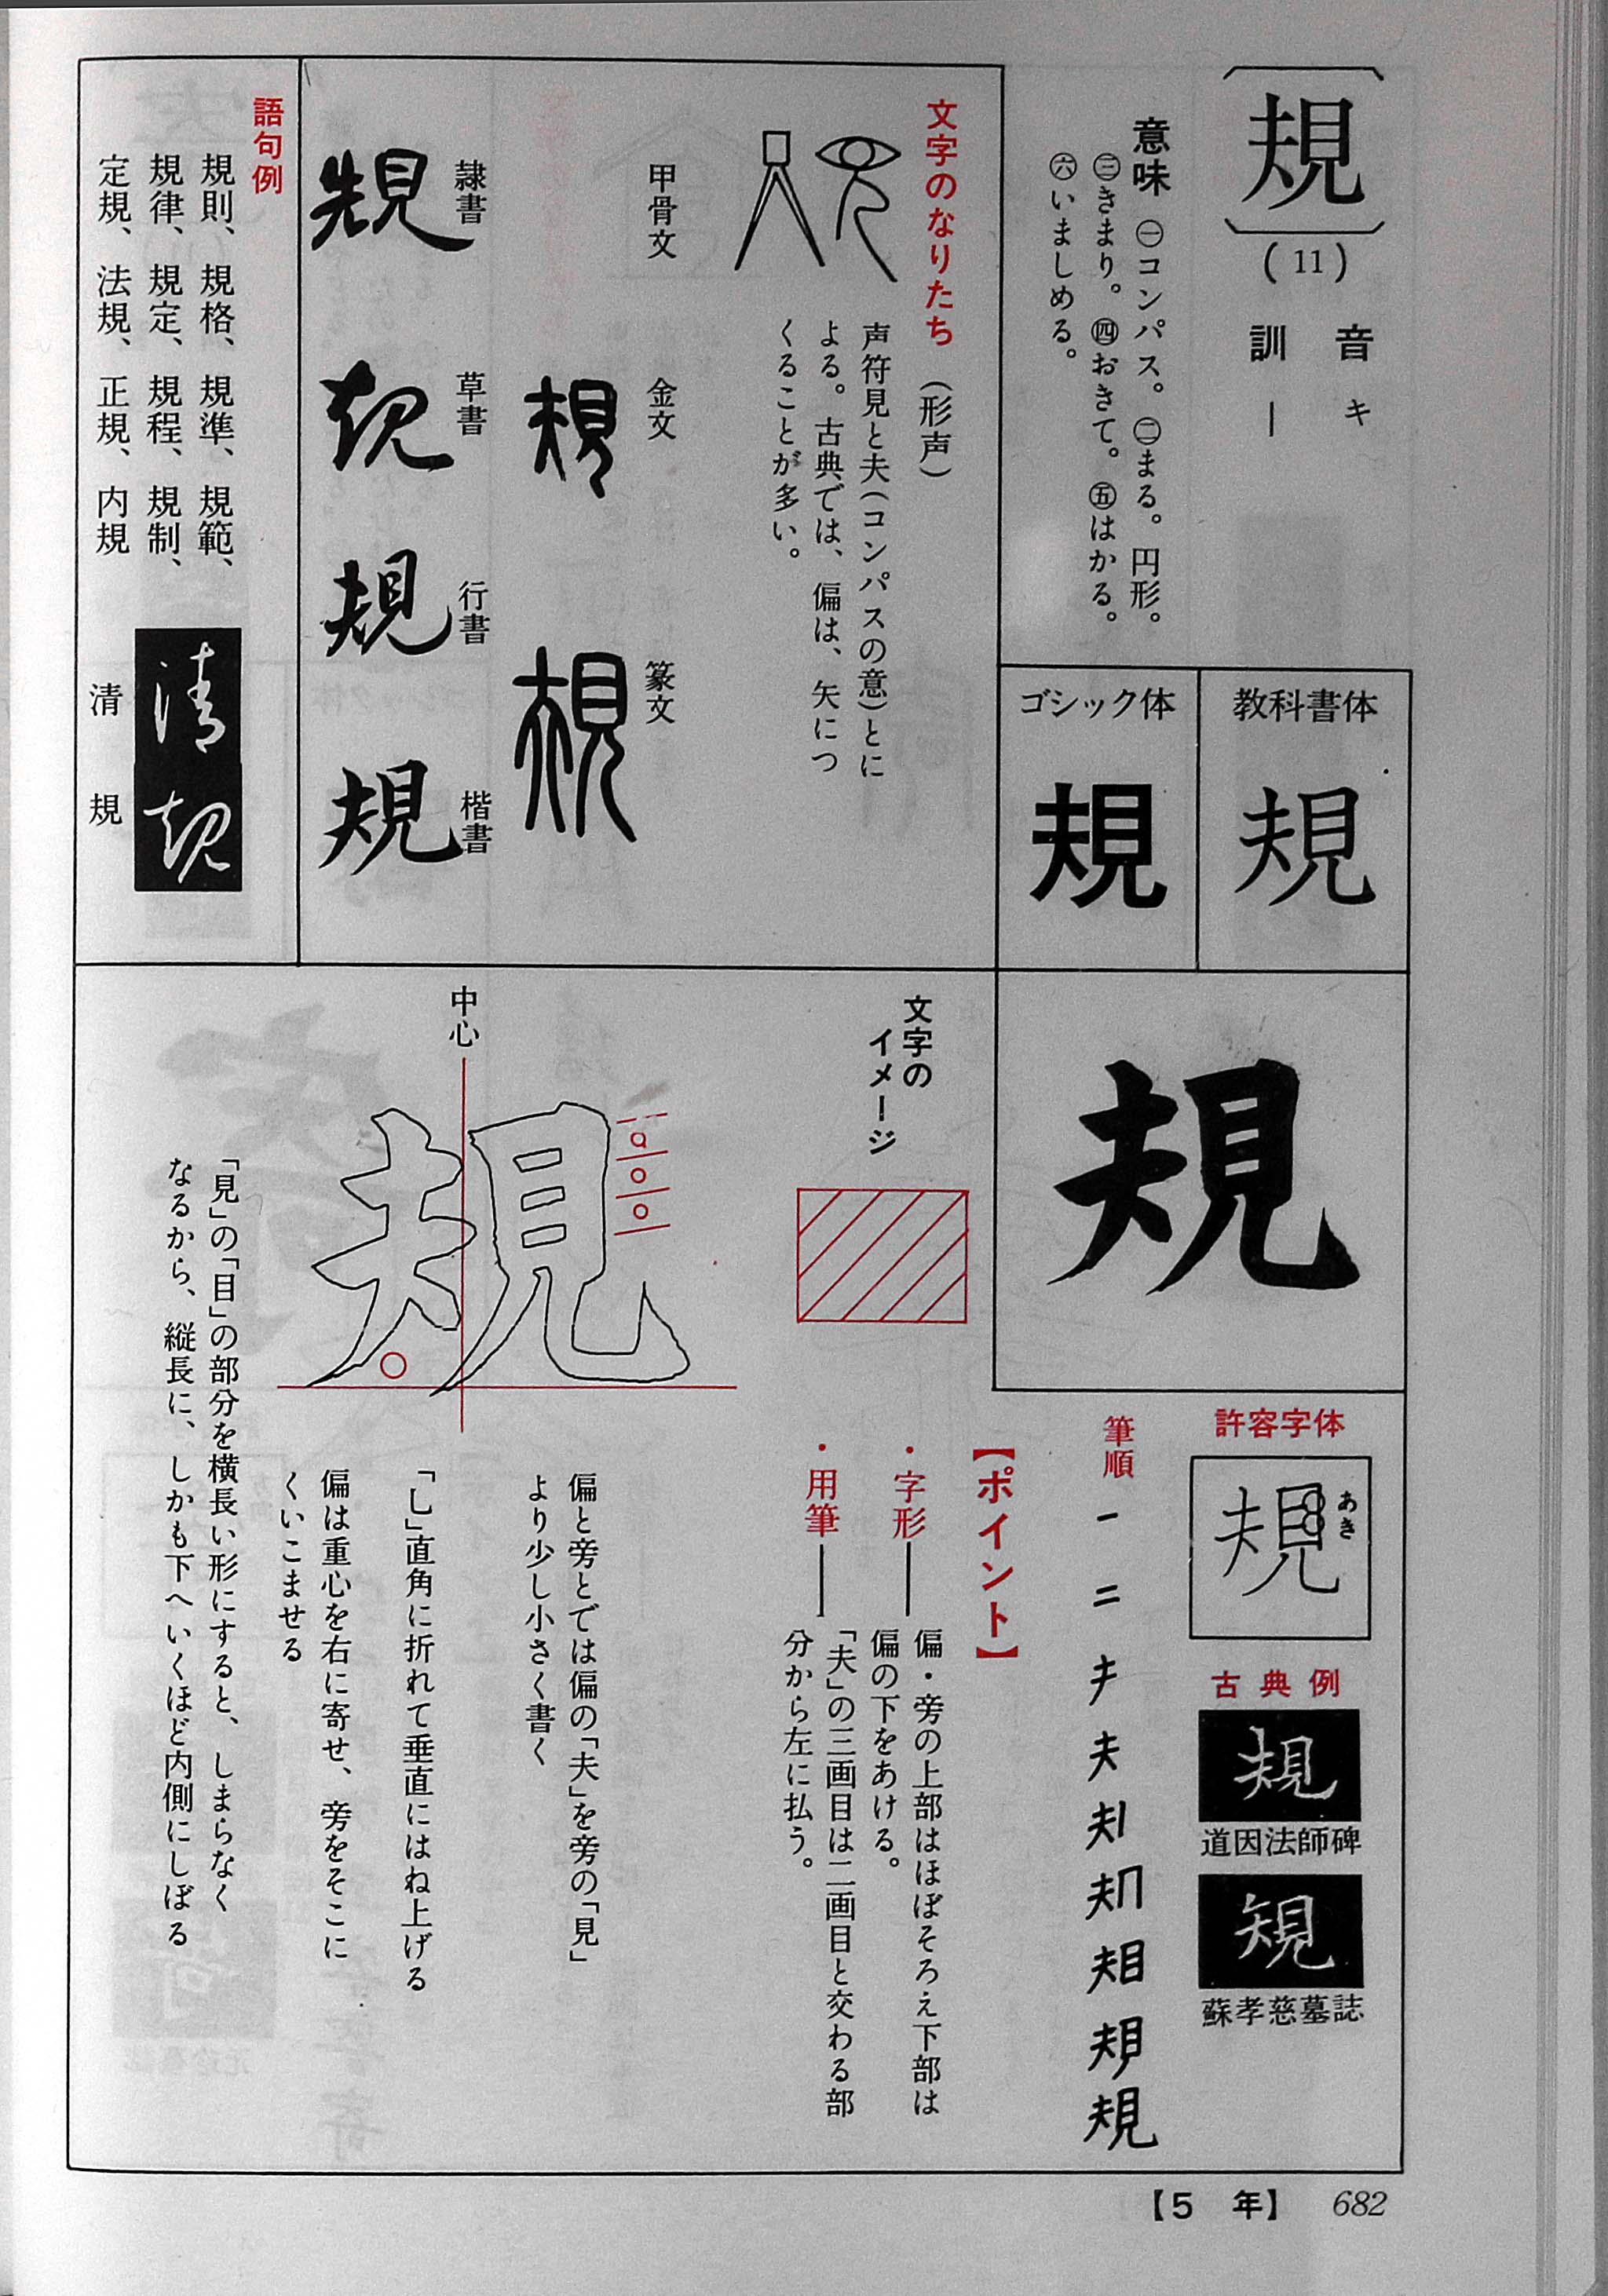 規
(11)
音　キ
訓　―
意味　㊀コンパス。㊁まる。円形。
㊂きまり。㊃おきて。㊄はかる。
㊅いましめる。
教科書体
規
ゴシック体
規
文字のなりたち（形声）
声符見と夫(コンパスの意)とに
よる。古典では、偏は、矢につ
くることが多い。
甲骨文
金文
規
篆文
規
隷書
規
草書
規
行書
規
楷書
規
語句例
規則、規格、規準、規範、
規律、規定、規程、規制、
定規、法規、正規、内規
清規
清　規
規
許容字体
規
あき
古典例
規
道因法師碑
規
蘇孝慈墓誌
筆順
規
【ポイント】
・字形――偏・旁の上部はほぼそろえ下部は
偏の下をあける。
・用筆――「夫」の三画目は二画目と交わる部
分から左に払う。
文字の
イメージ
中心
規
偏と旁とでは偏の「夫」を旁の「見」
より少し小さく書く
「乚」直角に折れて垂直にはね上げる
偏は重心を右に寄せ、旁をそこに
くいこませる
「見」の「目」の部分を横長い形にすると、しまらなく
なるから、縦長に、しかも下へいくほど内側にしぼる
【5　年】　682